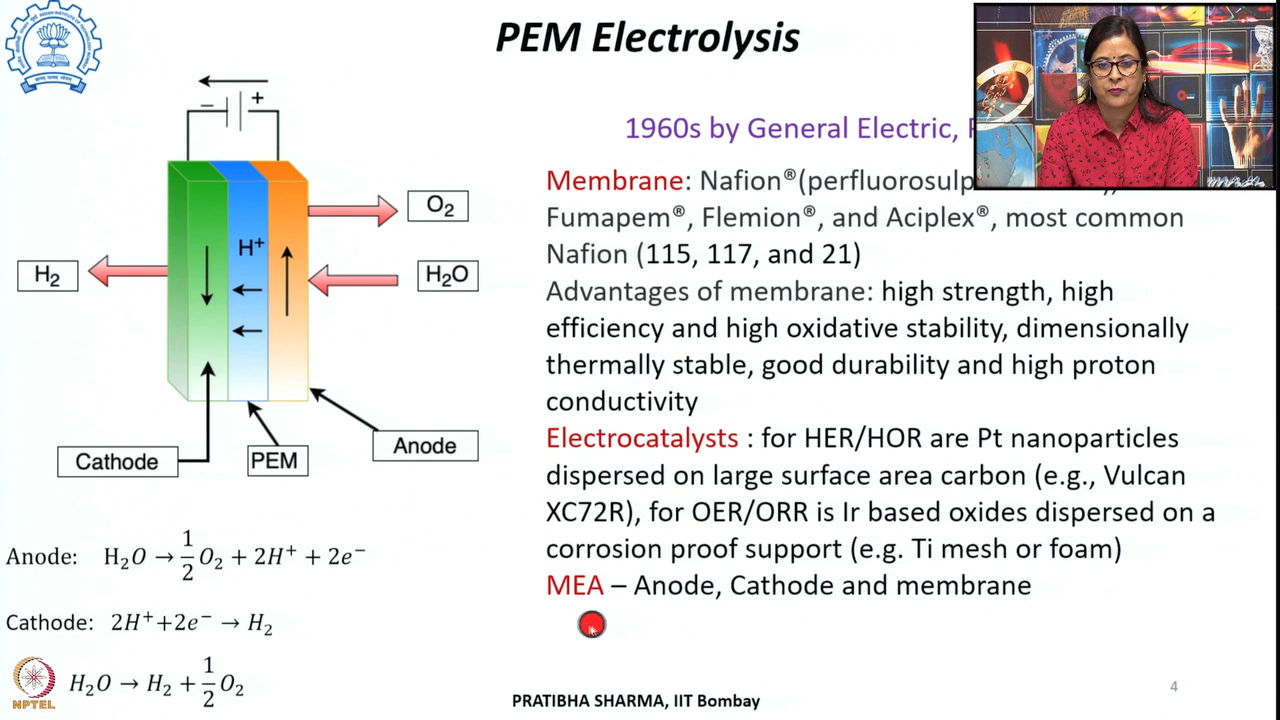 PEM Electrolysis
1960s by General Electric,
Membrane: Nafion®(perfluorosulp
Fumapem®, Flemion®, and Aciplex®, most common
Nafion (115, 117, and 21)
Advantages of membrane: high strength, high
efficiency and high oxidative stability, dimensionally
thermally stable, good durability and high proton
conductivity
Electrocatalysts : for HER/HOR are Pt nanoparticles
dispersed on large surface area carbon (e.g., Vulcan
XC72R), for OER/ORR is Ir based oxides dispersed on a
corrosion proof support (e.g. Ti mesh or foam)
MEA – Anode, Cathode and membrane
− +
O₂
H⁺
H₂
H₂O
Anode
Cathode
PEM
Anode: H₂O → 1/2 O₂ + 2H⁺ + 2e⁻
Cathode: 2H⁺+2e⁻ → H₂
H₂O → H₂ + 1/2 O₂
NPTEL
PRATIBHA SHARMA, IIT Bombay
4